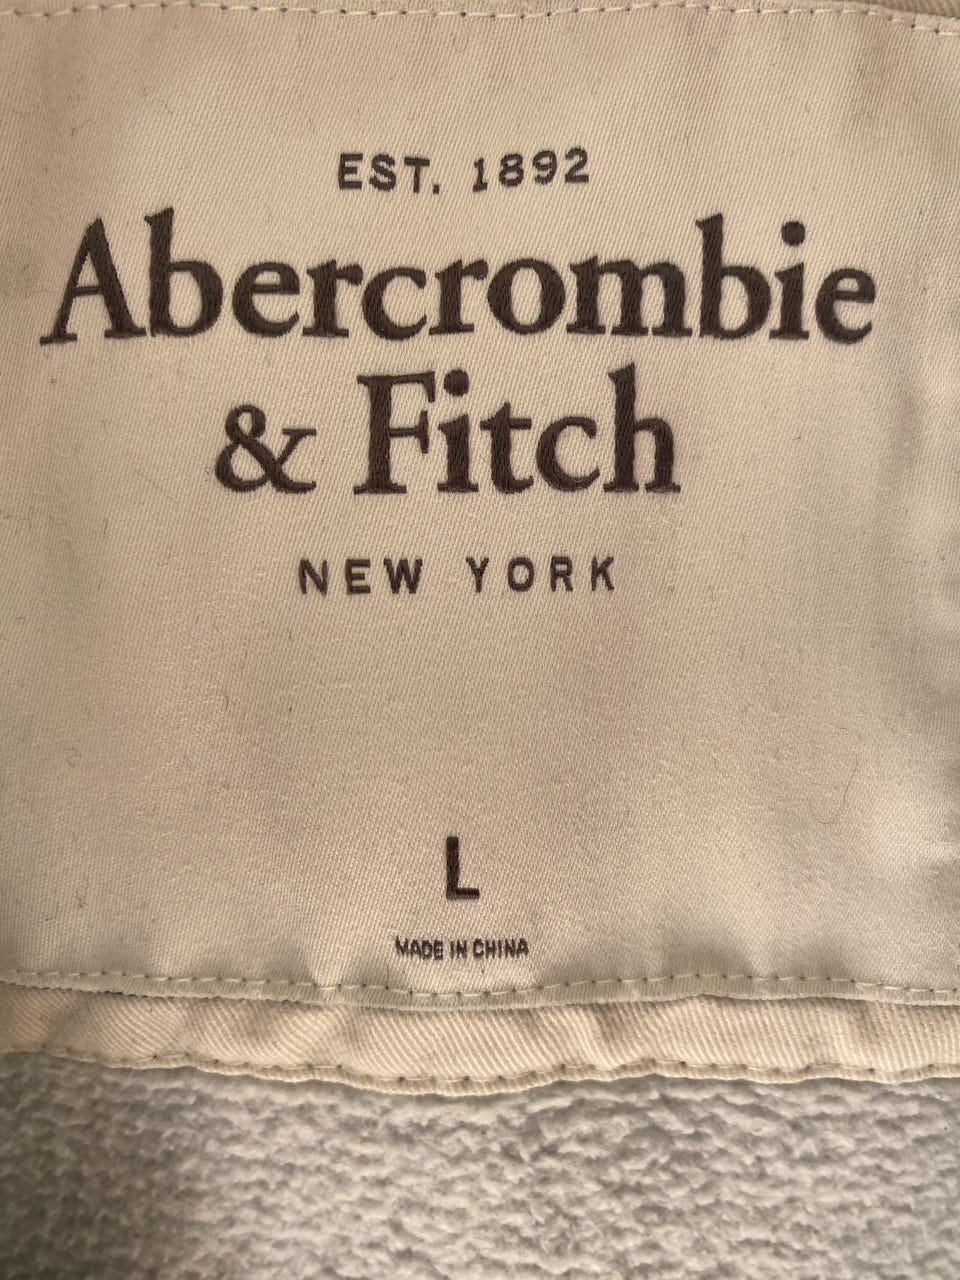 EST. 1892
Abercrombie
& Fitch
NEW YORK
L
MADE IN CHINA